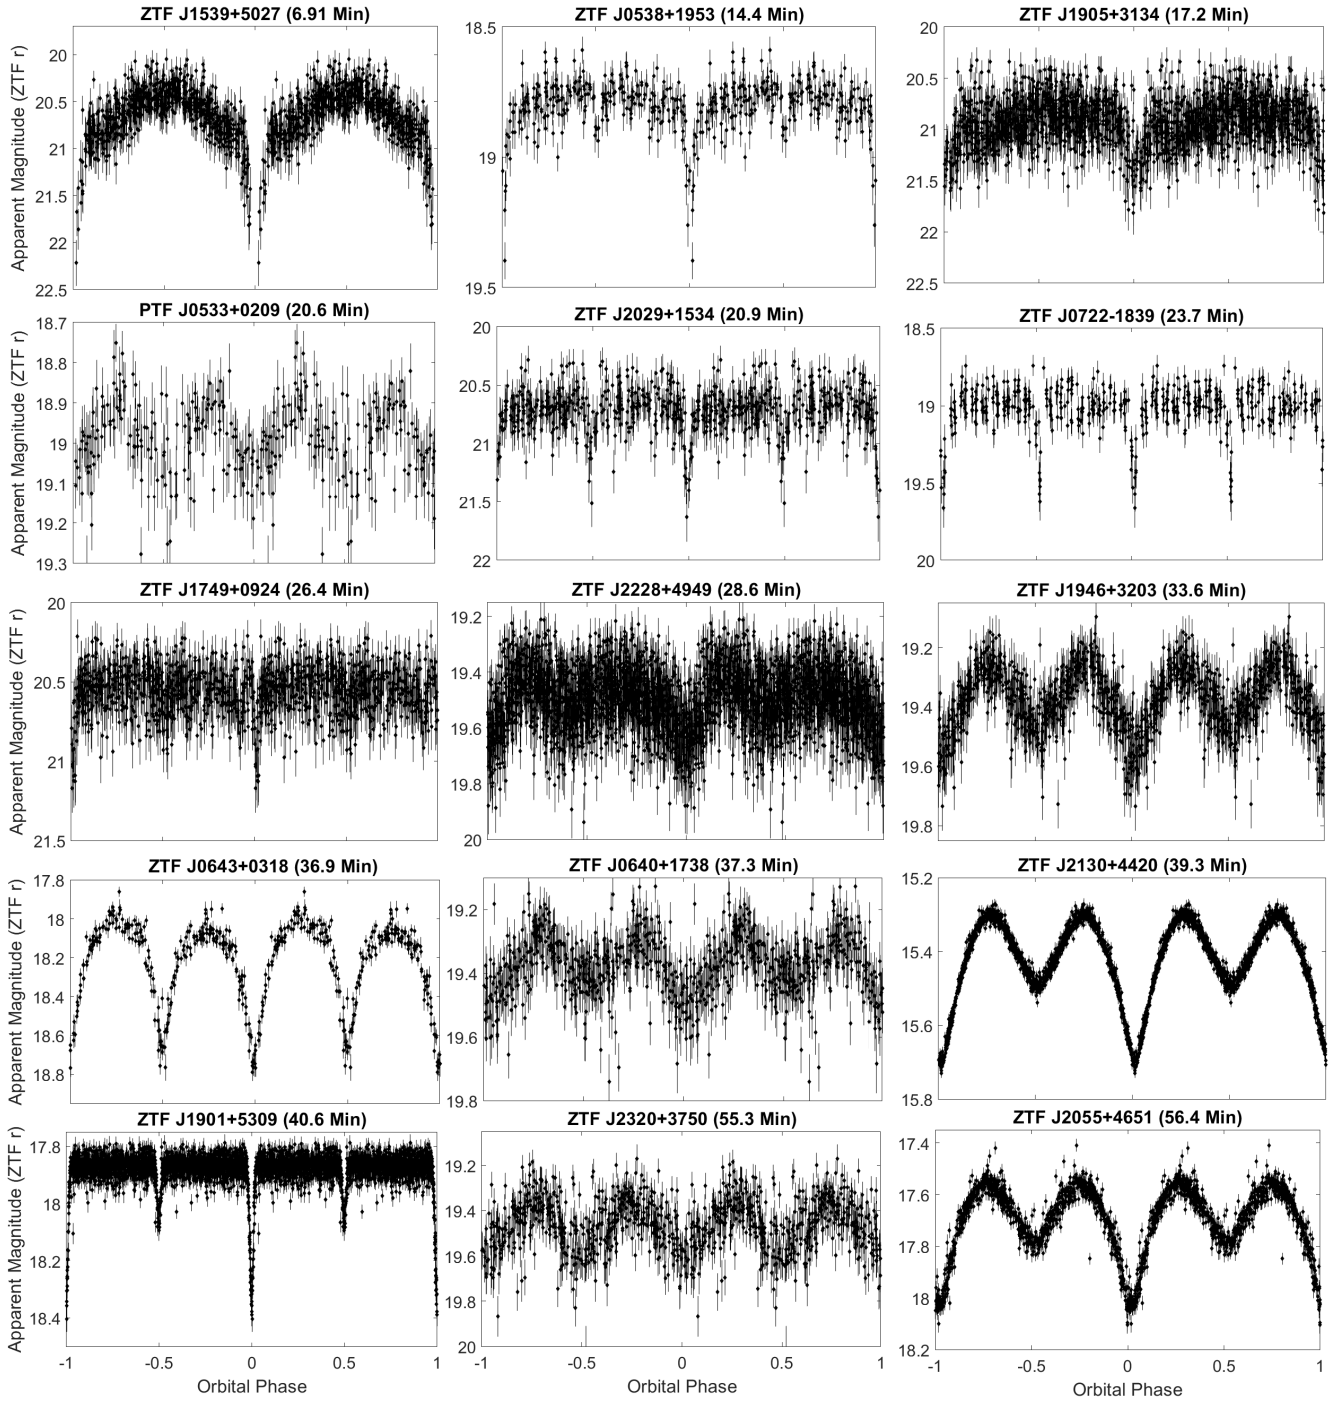 ZTF J1539+5027 (6.91 Min)
ZTF J0538+1953 (14.4 Min)
ZTF J1905+3134 (17.2 Min)
Apparent Magnitude (ZTF r)
20
20.5
21
21.5
22
22.5
18.5
19
19.5
20
20.5
21
21.5
22
22.5
PTF J0533+0209 (20.6 Min)
ZTF J2029+1534 (20.9 Min)
ZTF J0722-1839 (23.7 Min)
Apparent Magnitude (ZTF r)
18.7
18.8
18.9
19
19.1
19.2
19.3
20
20.5
21
21.5
22
18.5
19
19.5
20
ZTF J1749+0924 (26.4 Min)
ZTF J2228+4949 (28.6 Min)
ZTF J1946+3203 (33.6 Min)
Apparent Magnitude (ZTF r)
20
20.5
21
21.5
19.2
19.4
19.6
19.8
20
19.2
19.4
19.6
19.8
ZTF J0643+0318 (36.9 Min)
ZTF J0640+1738 (37.3 Min)
ZTF J2130+4420 (39.3 Min)
Apparent Magnitude (ZTF r)
17.8
18
18.2
18.4
18.6
18.8
19.2
19.4
19.6
19.8
15.2
15.4
15.6
15.8
ZTF J1901+5309 (40.6 Min)
ZTF J2320+3750 (55.3 Min)
ZTF J2055+4651 (56.4 Min)
Apparent Magnitude (ZTF r)
17.8
18
18.2
18.4
19.2
19.4
19.6
19.8
20
17.4
17.6
17.8
18
18.2
-1 -0.5 0 0.5 1
-1 -0.5 0 0.5 1
-1 -0.5 0 0.5 1
Orbital Phase
Orbital Phase
Orbital Phase